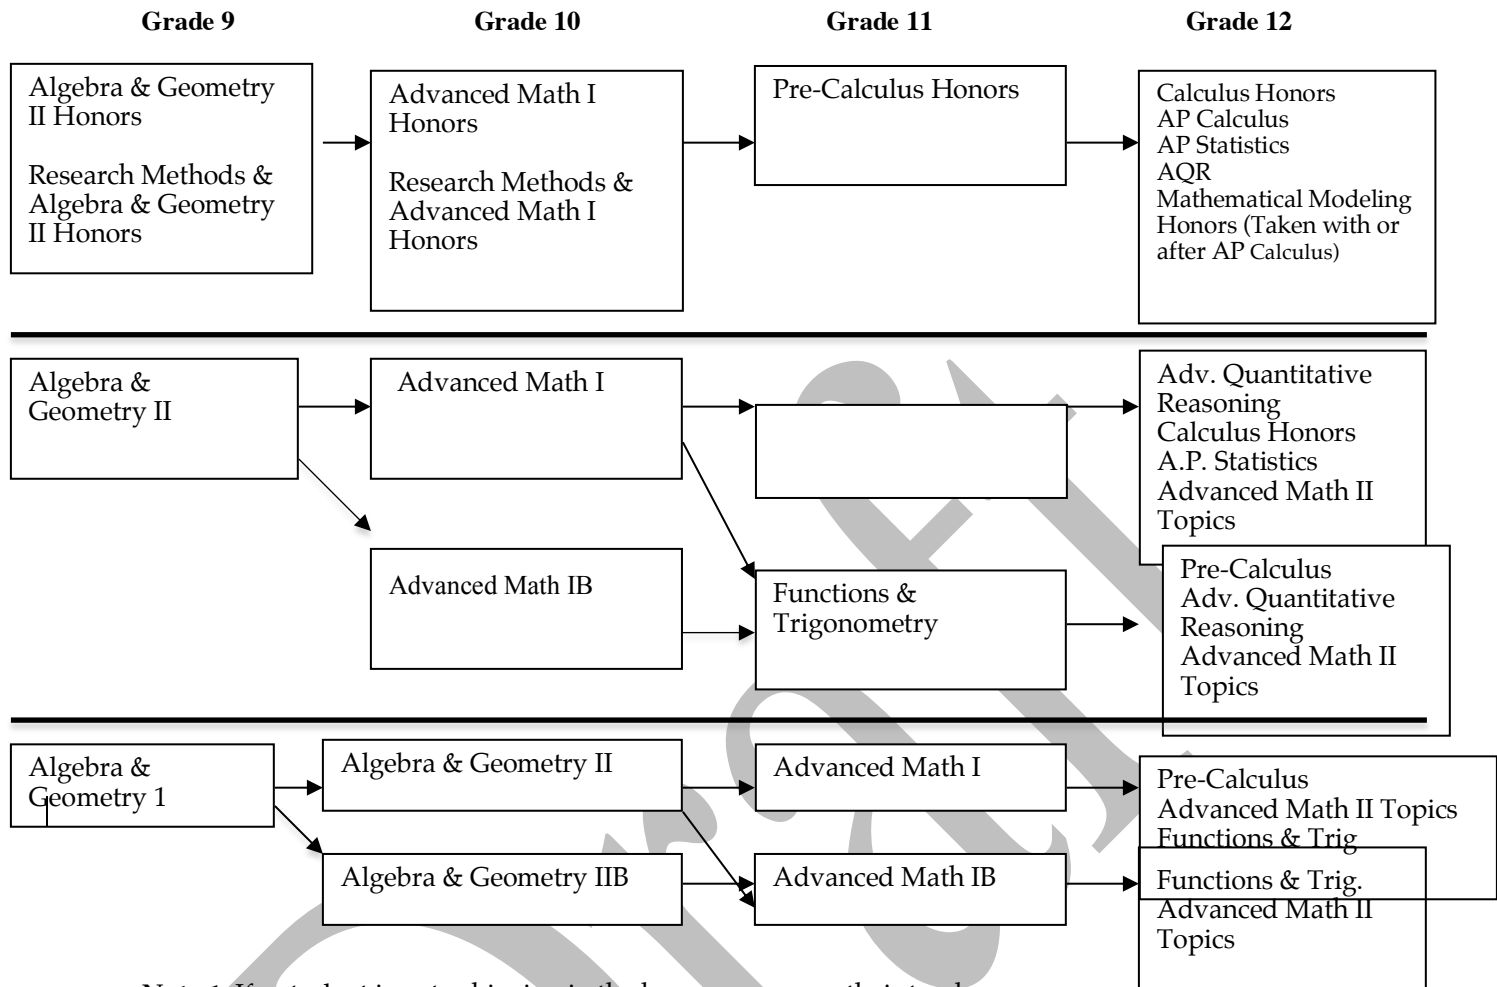 Grade 9
Grade 10
Grade 11
Grade 12
Algebra & Geometry
II Honors
Research Methods &
Algebra & Geometry
II Honors
Advanced Math I
Honors
Research Methods &
Advanced Math I
Honors
Pre-Calculus Honors
Calculus Honors
AP Calculus
AP Statistics
AQR
Mathematical Modeling
Honors (Taken with or
after AP Calculus)
Algebra &
Geometry II
Advanced Math I
Adv. Quantitative
Reasoning
Calculus Honors
A.P. Statistics
Advanced Math II
Topics
Advanced Math IB
Functions &
Trigonometry
Pre-Calculus
Adv. Quantitative
Reasoning
Advanced Math II
Topics
Algebra &
Geometry 1
Algebra & Geometry II
Advanced Math I
Pre-Calculus
Advanced Math II Topics
Functions & Trig
Algebra & Geometry IIB
Advanced Math IB
Functions & Trig.
Advanced Math II
Topics
Draft